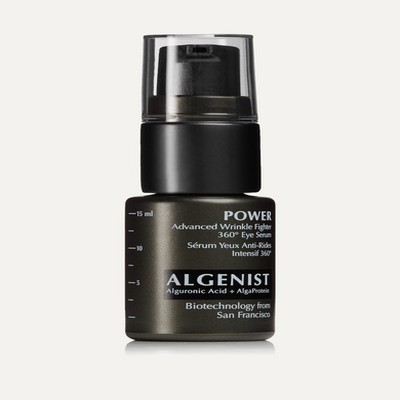 15 ml
POWER
Advanced Wrinkle Fighter
360° Eye Serum
10
Sérum Yeux Anti-Rides
Intensif 360°
5
ALGENIST
Alguronic Acid + AlgaProtein
Biotechnology from
San Francisco